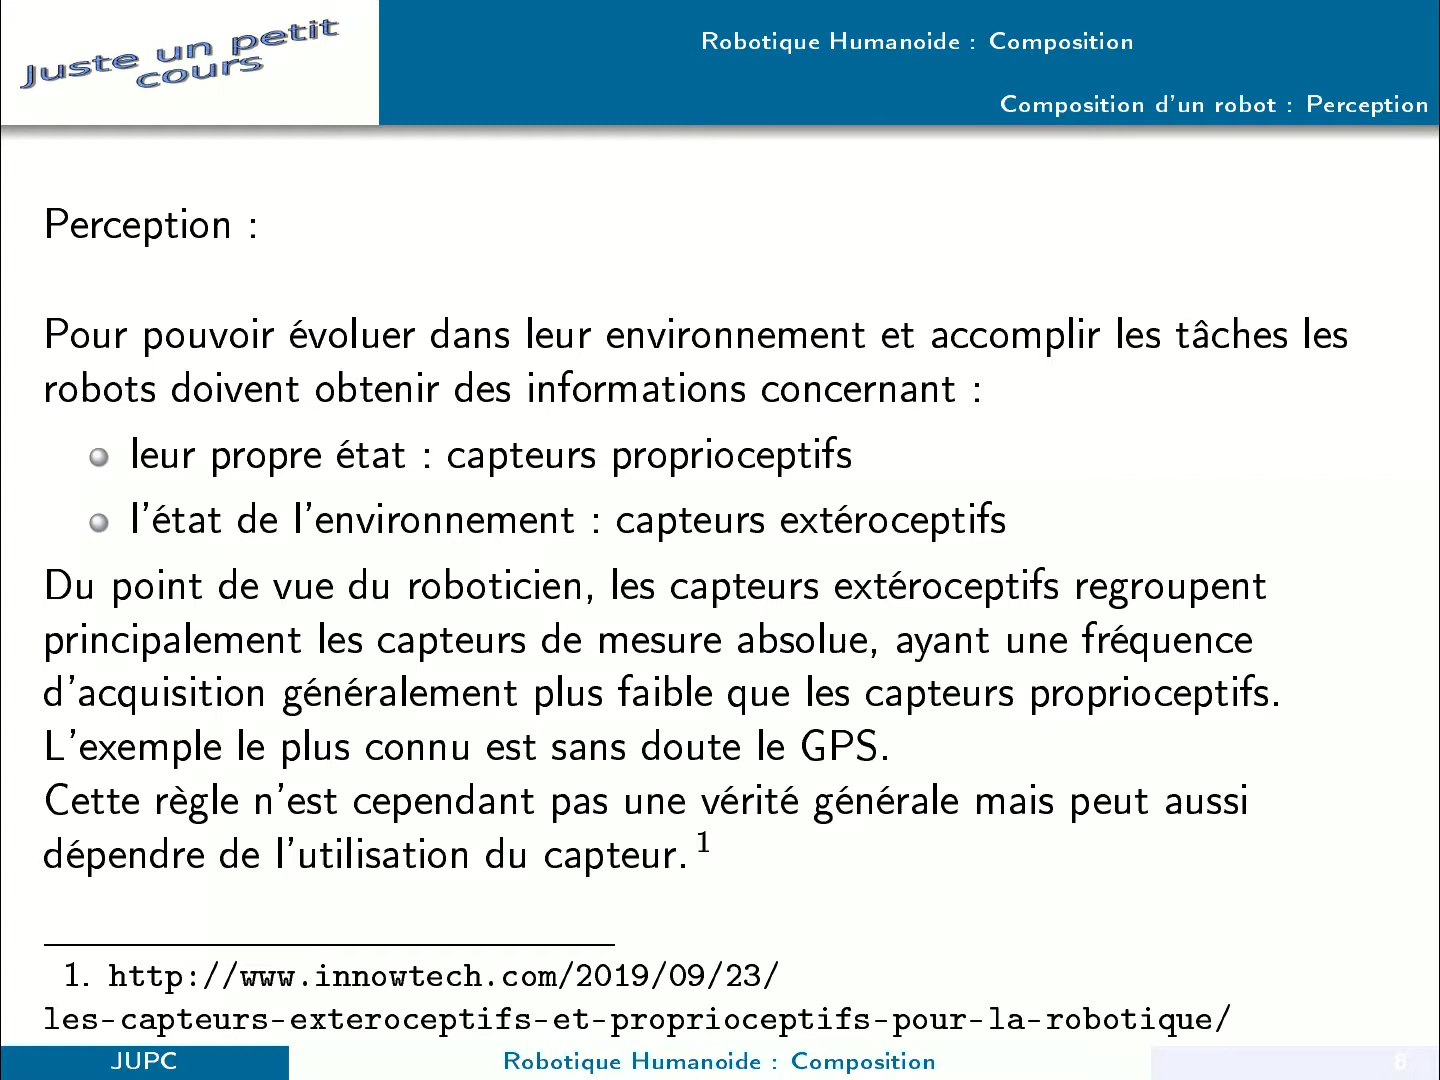 Juste un petit
cours
Robotique Humanoide : Composition
Composition d'un robot : Perception
Perception :
Pour pouvoir évoluer dans leur environnement et accomplir les tâches les
robots doivent obtenir des informations concernant :
leur propre état : capteurs proprioceptifs
l'état de l'environnement : capteurs extéroceptifs
Du point de vue du roboticien, les capteurs extéroceptifs regroupent
principalement les capteurs de mesure absolue, ayant une fréquence
d'acquisition généralement plus faible que les capteurs proprioceptifs.
L'exemple le plus connu est sans doute le GPS.
Cette règle n'est cependant pas une vérité générale mais peut aussi
dépendre de l'utilisation du capteur. 1
1. http://www.innowtech.com/2019/09/23/
les-capteurs-exteroceptifs-et-proprioceptifs-pour-la-robotique/
JUPC Robotique Humanoide : Composition 8